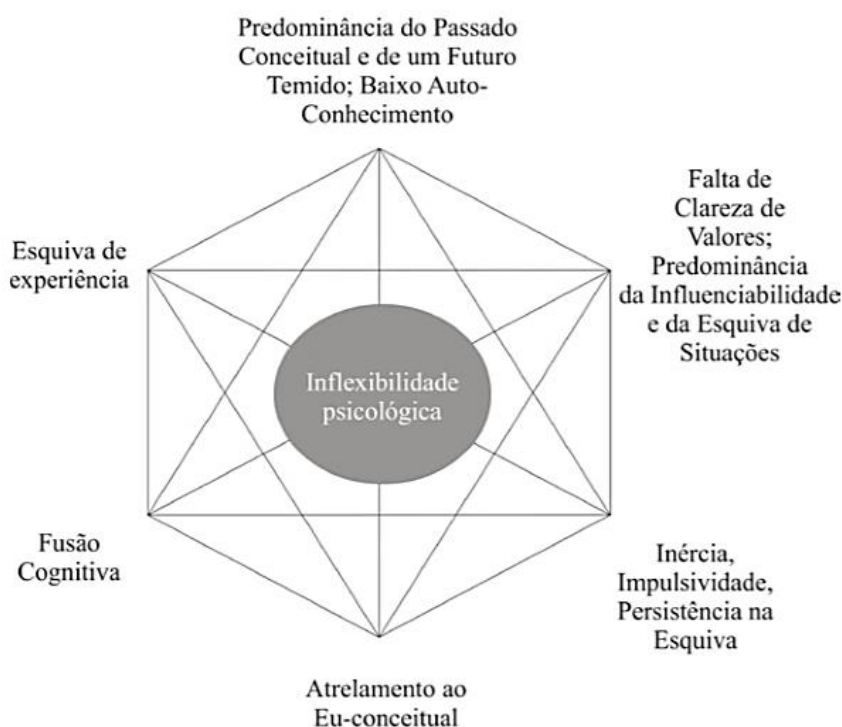 Predominância do Passado
Conceitual e de um Futuro
Temido; Baixo Auto-
Conhecimento
Esquiva de
experiência
Falta de
Clareza de
Valores;
Predominância
da Influenciabilidade
e da Esquiva de
Situações
Inflexibilidade
psicológica
Fusão
Cognitiva
Inércia,
Impulsividade,
Persistência na
Esquiva
Atrelamento ao
Eu-conceitual